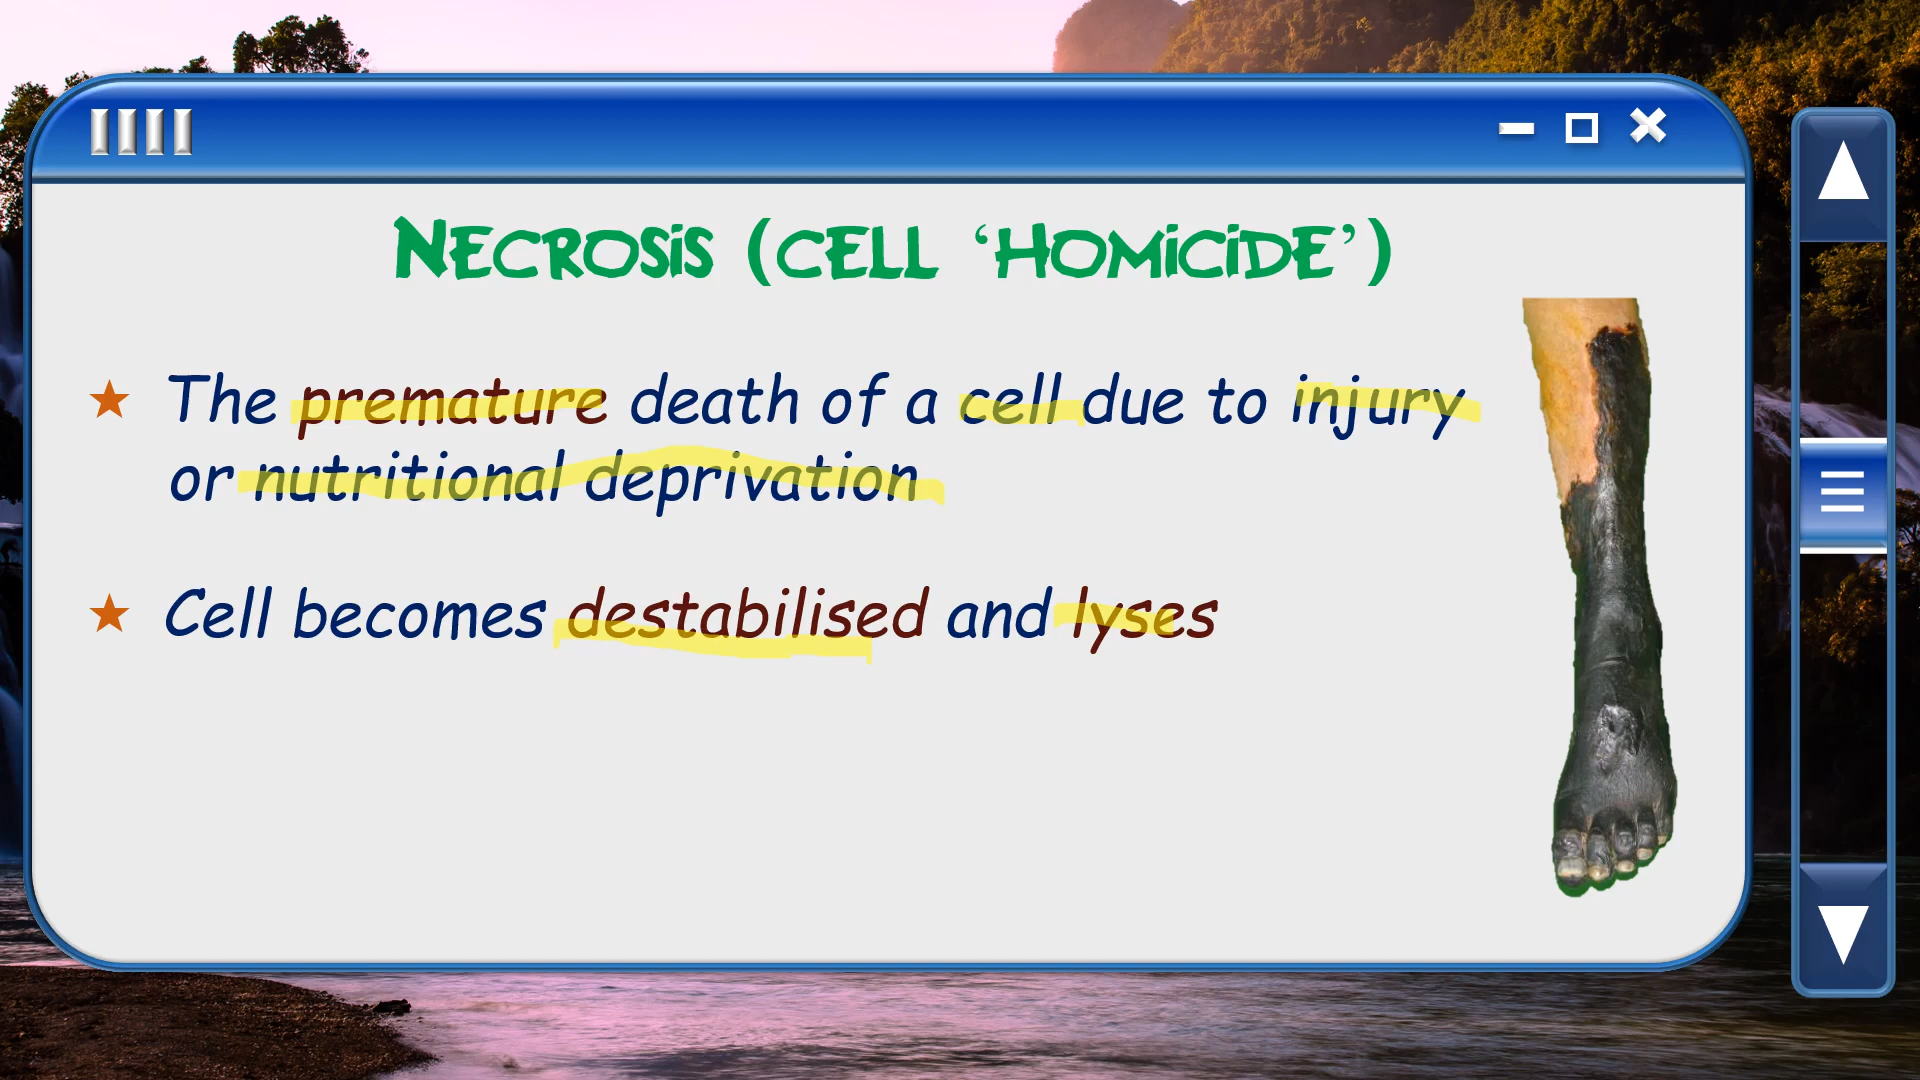 Necrosis (cell ‘Homicide’)
The premature death of a cell due to injury
or nutritional deprivation
Cell becomes destabilised and lyses